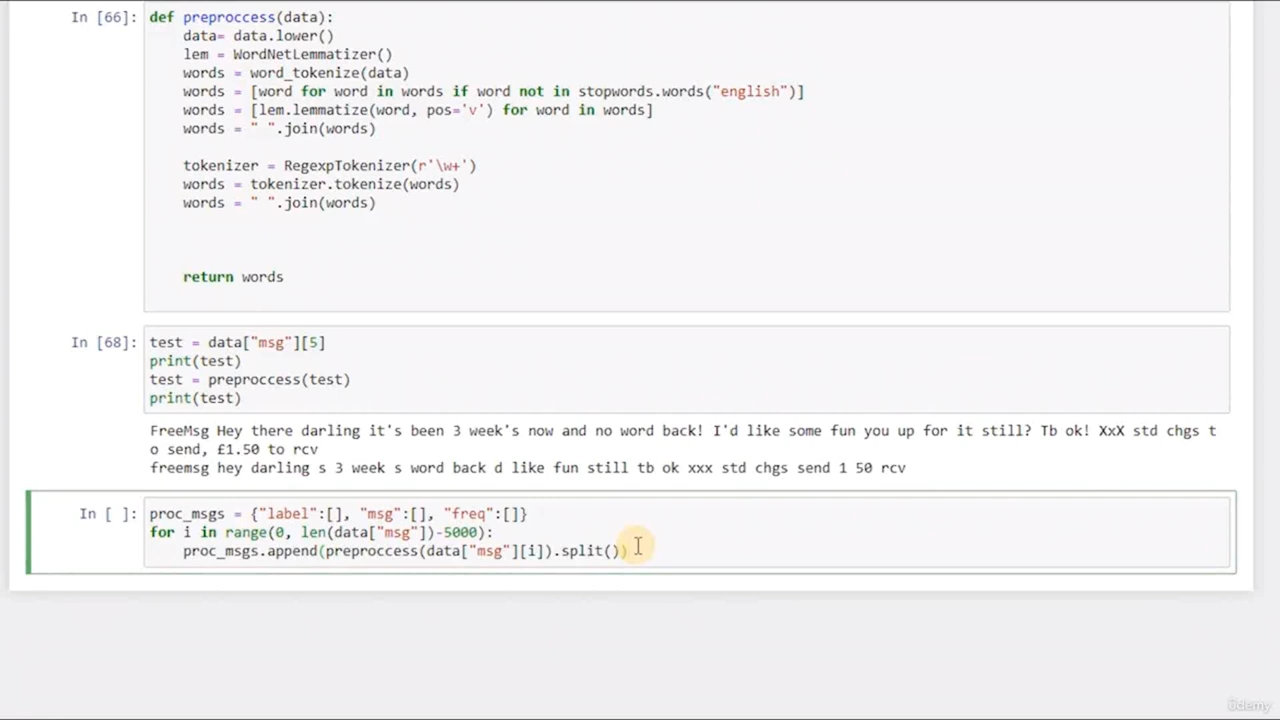 In [66]: def preproccess(data):
data= data.lower()
lem = WordNetLemmatizer()
words = word_tokenize(data)
words = [word for word in words if word not in stopwords.words("english")]
words = [lem.lemmatize(word, pos='v') for word in words]
words = " ".join(words)
tokenizer = RegexpTokenizer(r'\w+')
words = tokenizer.tokenize(words)
words = " ".join(words)
return words
In [68]: test = data["msg"][5]
print(test)
test = preproccess(test)
print(test)
FreeMsg Hey there darling it's been 3 week's now and no word back! I'd like some fun you up for it still? Tb ok! XxX std chgs t
o send, £1.50 to rcv
freemsg hey darling s 3 week s word back d like fun still tb ok xxx std chgs send 1 50 rcv
In [ ]: proc_msgs = {"label":[], "msg":[], "freq":[]}
for i in range(0, len(data["msg"])-5000):
proc_msgs.append(preproccess(data["msg"][i]).split())
ûdemy